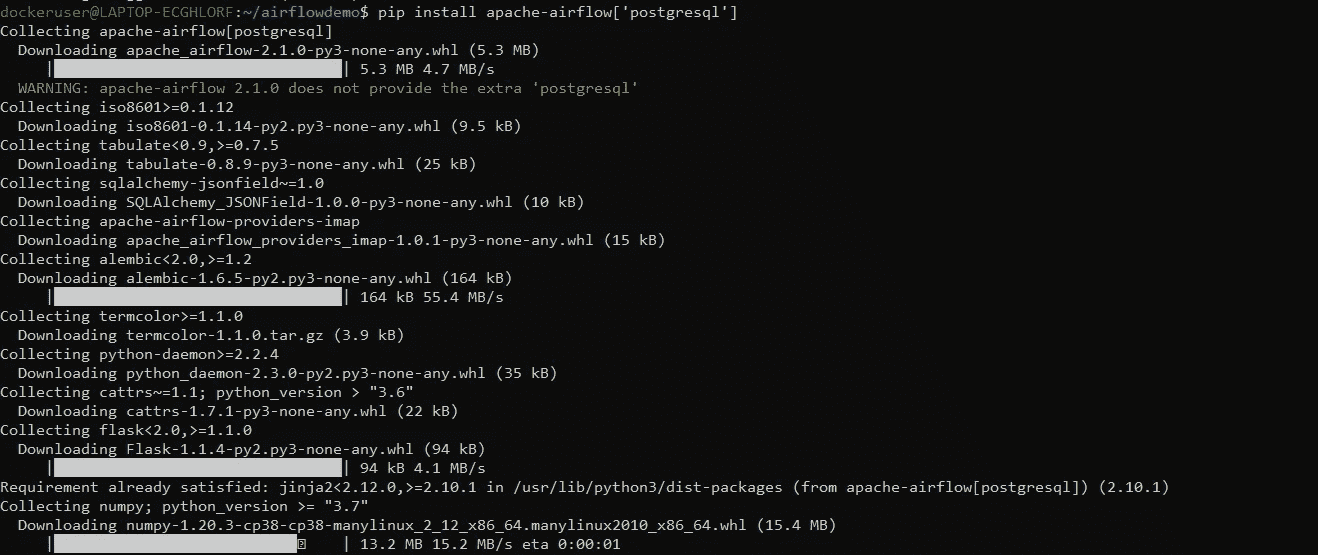 dockeruser@LAPTOP-ECGHLORF:~/airflowdemo$ pip install apache-airflow['postgresql']
Collecting apache-airflow[postgresql]
  Downloading apache_airflow-2.1.0-py3-none-any.whl (5.3 MB)
     |████████████████████████████████| 5.3 MB 4.7 MB/s
  WARNING: apache-airflow 2.1.0 does not provide the extra 'postgresql'
Collecting iso8601>=0.1.12
  Downloading iso8601-0.1.14-py2.py3-none-any.whl (9.5 kB)
Collecting tabulate<0.9,>=0.7.5
  Downloading tabulate-0.8.9-py3-none-any.whl (25 kB)
Collecting sqlalchemy-jsonfield~=1.0
  Downloading SQLAlchemy_JSONField-1.0.0-py3-none-any.whl (10 kB)
Collecting apache-airflow-providers-imap
  Downloading apache_airflow_providers_imap-1.0.1-py3-none-any.whl (15 kB)
Collecting alembic<2.0,>=1.2
  Downloading alembic-1.6.5-py2.py3-none-any.whl (164 kB)
     |████████████████████████████████| 164 kB 55.4 MB/s
Collecting termcolor>=1.1.0
  Downloading termcolor-1.1.0.tar.gz (3.9 kB)
Collecting python-daemon>=2.2.4
  Downloading python_daemon-2.3.0-py2.py3-none-any.whl (35 kB)
Collecting cattrs~=1.1; python_version > "3.6"
  Downloading cattrs-1.7.1-py3-none-any.whl (22 kB)
Collecting flask<2.0,>=1.1.0
  Downloading Flask-1.1.4-py2.py3-none-any.whl (94 kB)
     |████████████████████████████████| 94 kB 4.1 MB/s
Requirement already satisfied: jinja2<2.12.0,>=2.10.1 in /usr/lib/python3/dist-packages (from apache-airflow[postgresql]) (2.10.1)
Collecting numpy; python_version >= "3.7"
  Downloading numpy-1.20.3-cp38-cp38-manylinux_2_12_x86_64.manylinux2010_x86_64.whl (15.4 MB)
     |███████████████████████████     | 13.2 MB 15.2 MB/s eta 0:00:01